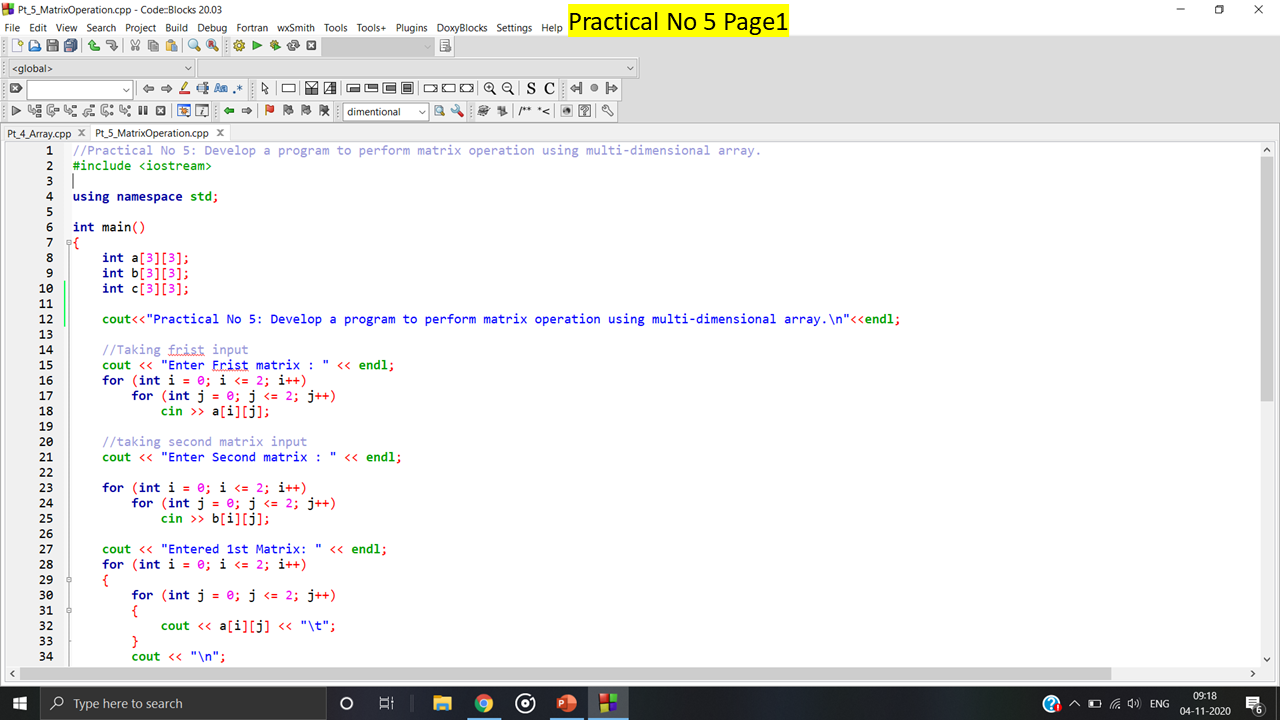 Pt_5_MatrixOperation.cpp - Code::Blocks 20.03
Practical No 5 Page1
File Edit View Search Project Build Debug Fortran wxSmith Tools Tools+ Plugins DoxyBlocks Settings Help
<global>
S C
dimentional /** *<
Pt_4_Array.cpp X Pt_5_MatrixOperation.cpp X
1 //Practical No 5: Develop a program to perform matrix operation using multi-dimensional array.
2 #include <iostream>
3
4 using namespace std;
5
6 int main()
7 {
8 int a[3][3];
9 int b[3][3];
10 int c[3][3];
11
12 cout<<"Practical No 5: Develop a program to perform matrix operation using multi-dimensional array.\n"<<endl;
13
14 //Taking frist input
15 cout << "Enter Frist matrix : " << endl;
16 for (int i = 0; i <= 2; i++)
17 for (int j = 0; j <= 2; j++)
18 cin >> a[i][j];
19
20 //taking second matrix input
21 cout << "Enter Second matrix : " << endl;
22
23 for (int i = 0; i <= 2; i++)
24 for (int j = 0; j <= 2; j++)
25 cin >> b[i][j];
26
27 cout << "Entered 1st Matrix: " << endl;
28 for (int i = 0; i <= 2; i++)
29 {
30 for (int j = 0; j <= 2; j++)
31 {
32 cout << a[i][j] << "\t";
33 }
34 cout << "\n";
Type here to search
ENG
09:18
04-11-2020
6